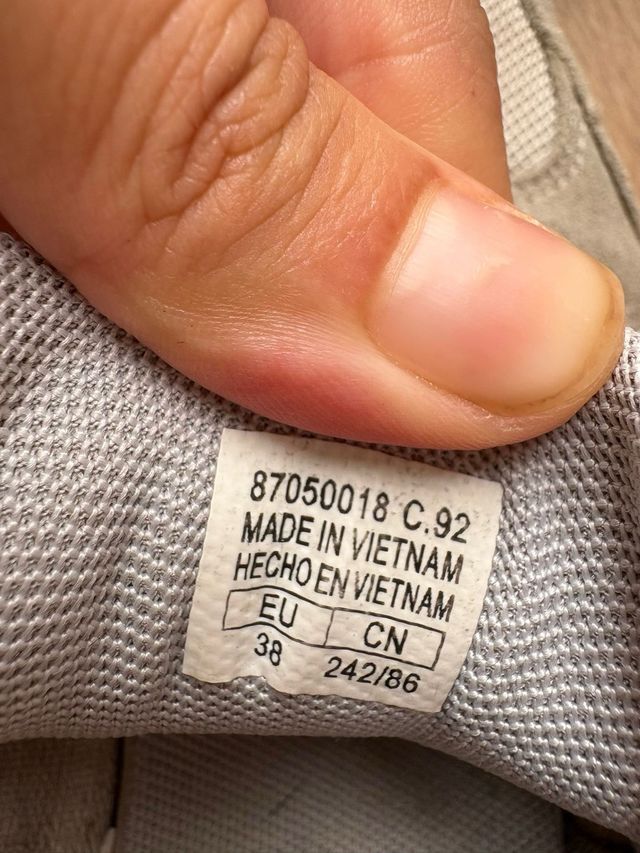 87050018 C.92
MADE IN VIETNAM
HECHO EN VIETNAM
EU CN
38 242/86